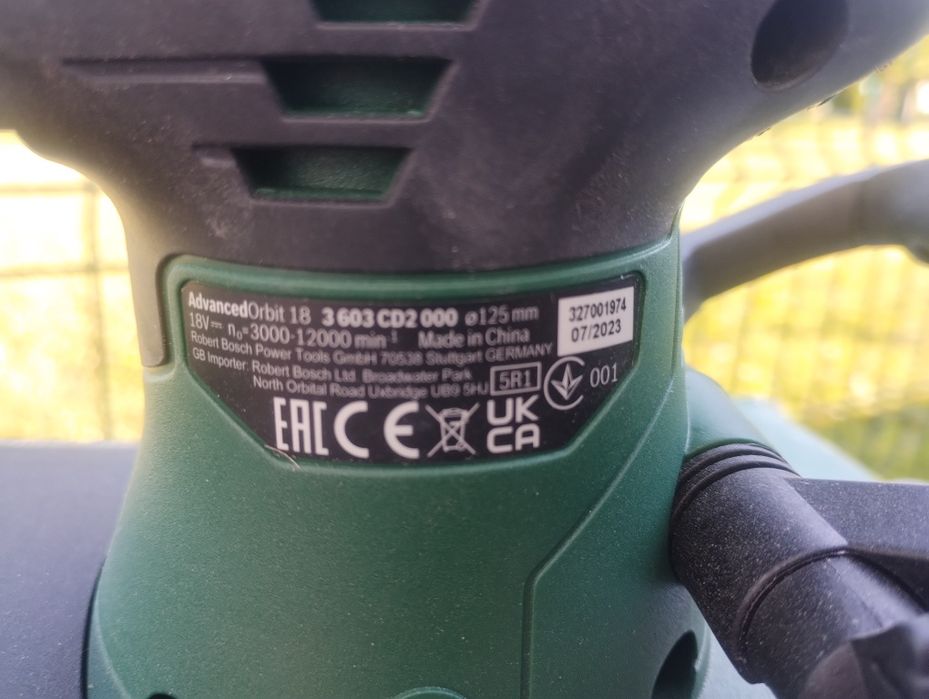 AdvancedOrbit 18 3 603 CD2 000 ⌀125 mm
18V⎓ n₀=3000-12000 min⁻¹ Made in China
Robert Bosch Power Tools GmbH 70538 Stuttgart GERMANY
GB Importer: Robert Bosch Ltd. Broadwater Park
North Orbital Road Uxbridge UB9 5HJ
5R1
001
327001974
07/2023
EAC CE UK
CA